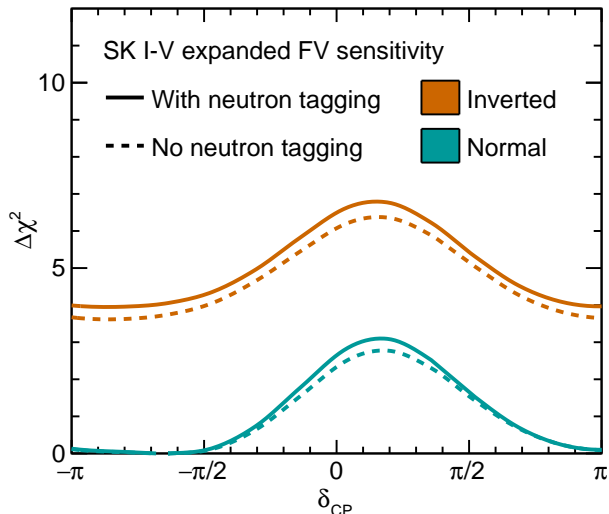 SK I-V expanded FV sensitivity
With neutron tagging
Inverted
No neutron tagging
Normal
10
5
0
Δχ²
−π
−π/2
0
π/2
π
δCP